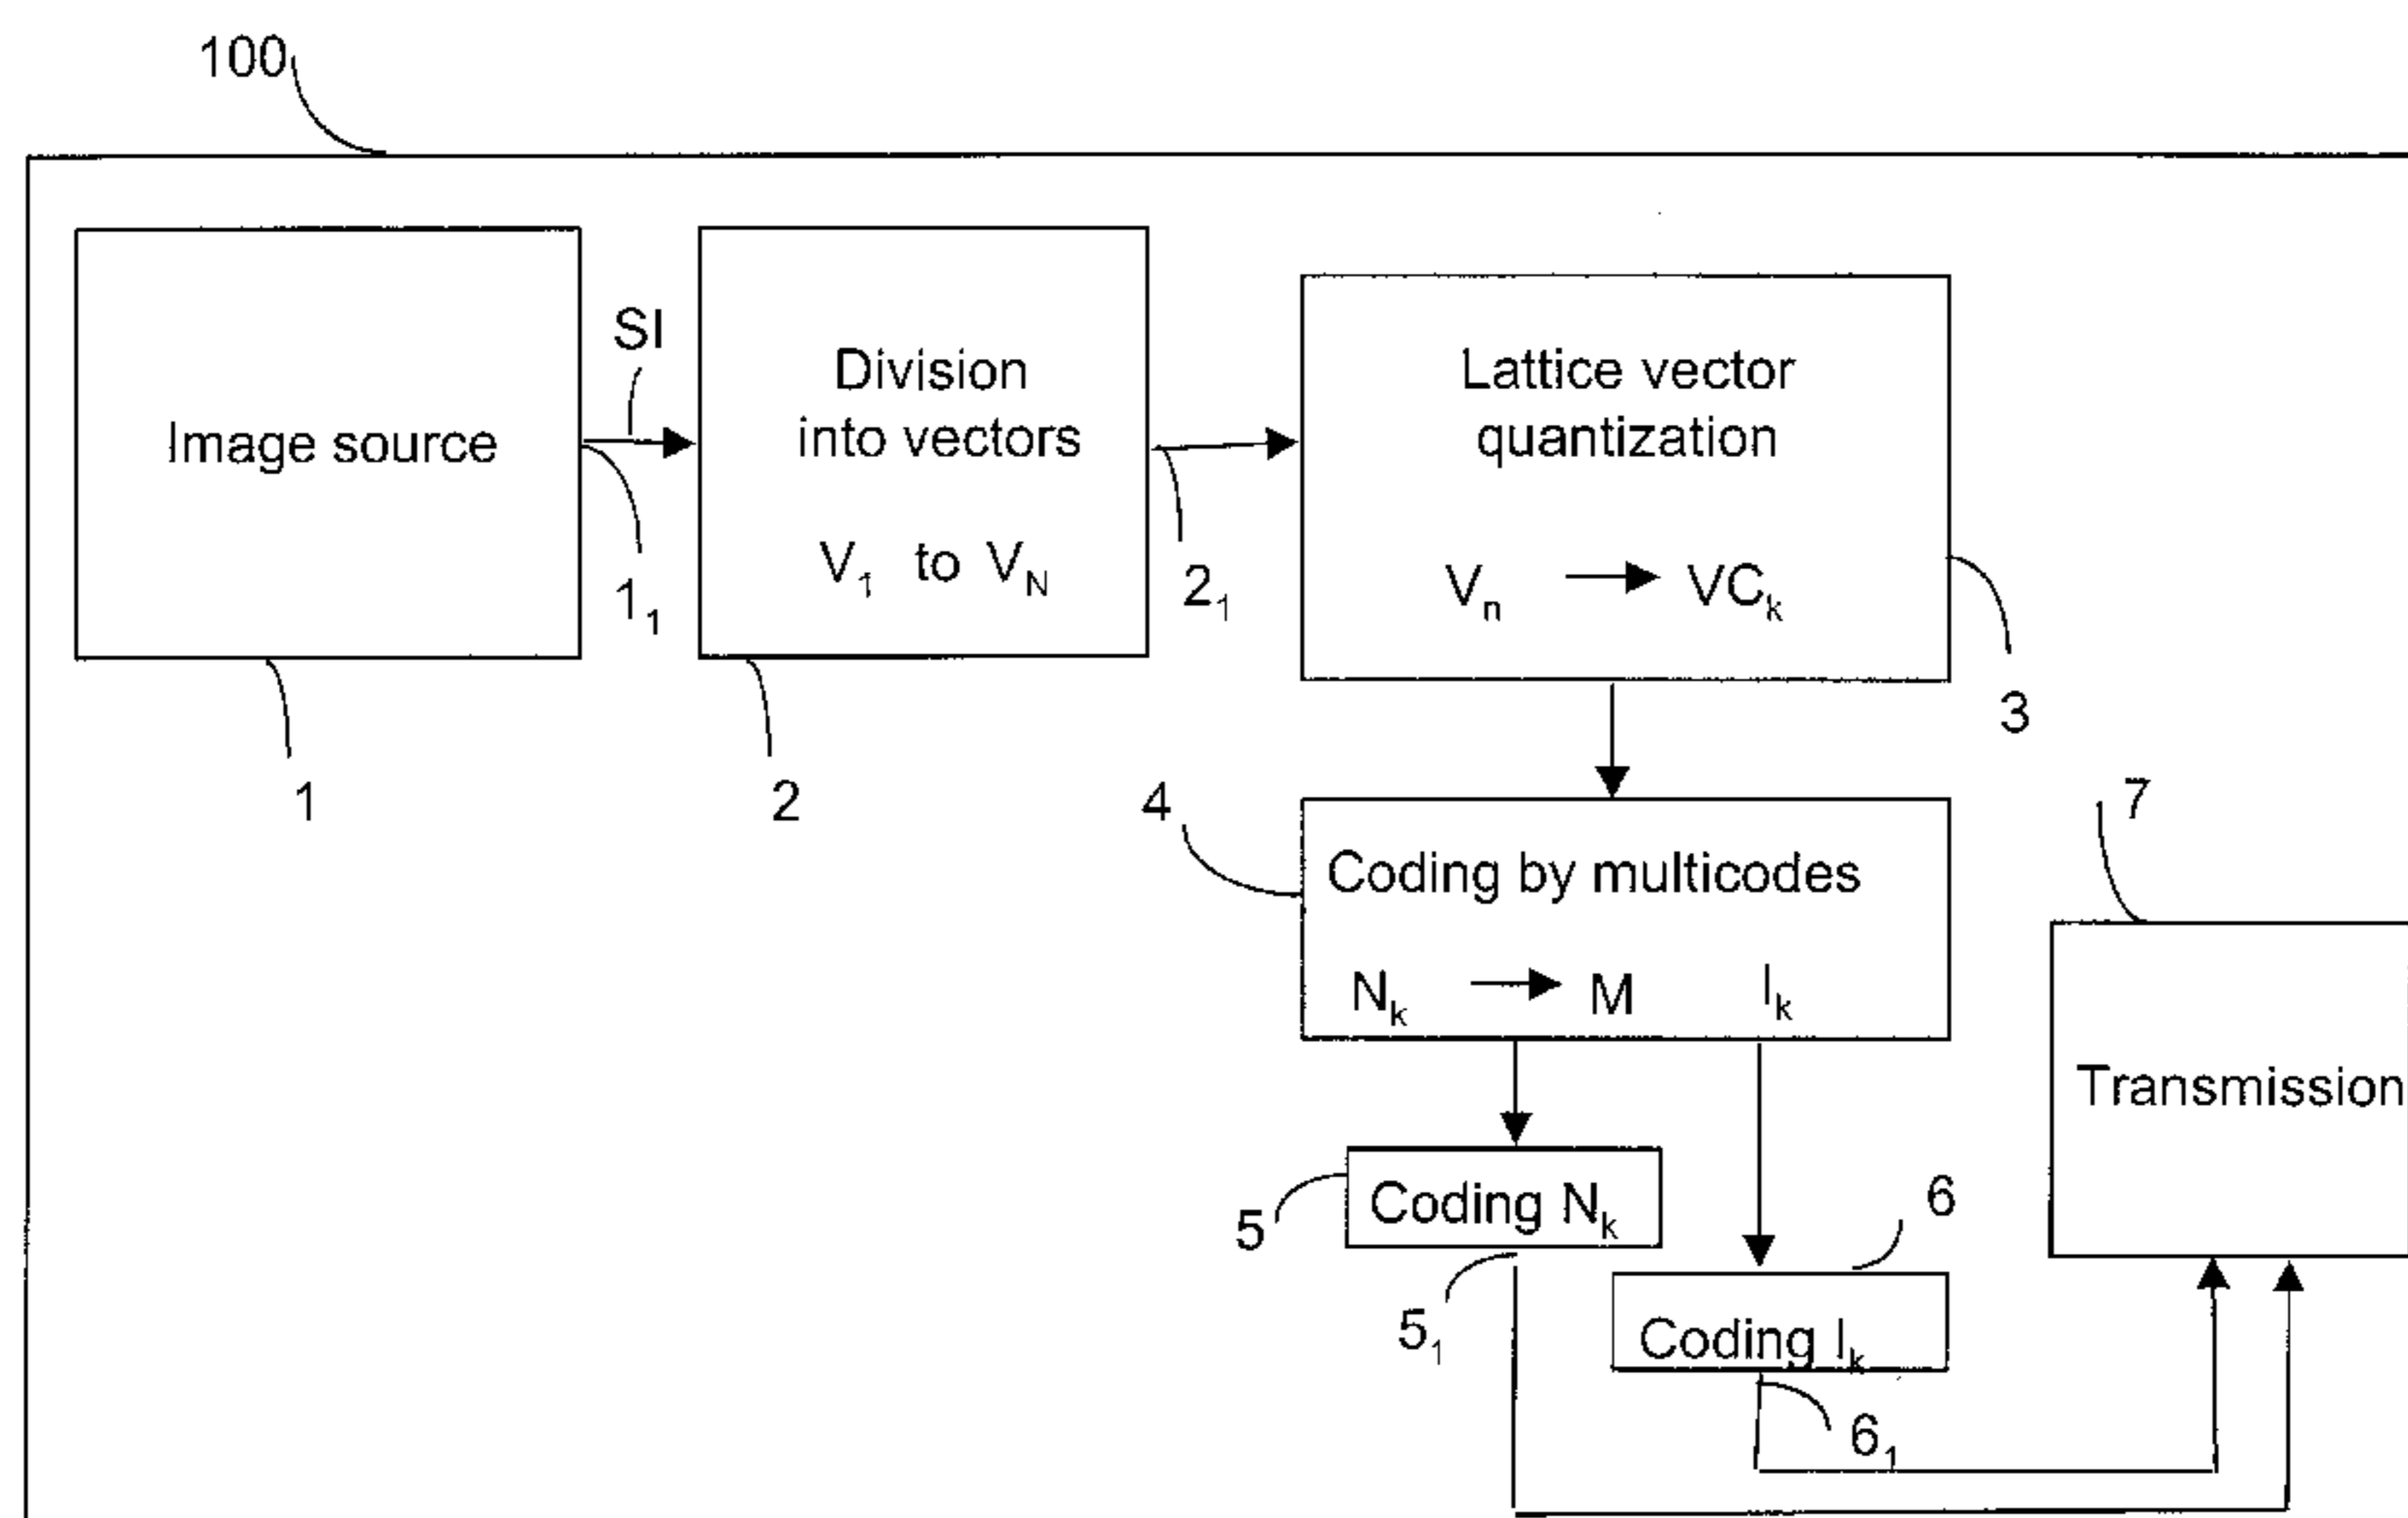 100
Image source
SI
1₁
1
Division
into vectors
V₁ to V_N
2₁
2
Lattice vector
quantization
Vₙ → VCₖ
3
4
Coding by multicodes
Nₖ → M Iₖ
7
Transmission
5
Coding Nₖ
5₁
6
Coding Iₖ
6₁